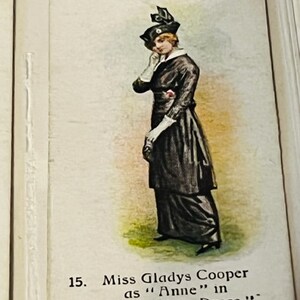 15. Miss Gladys Cooper
as "Anne" in